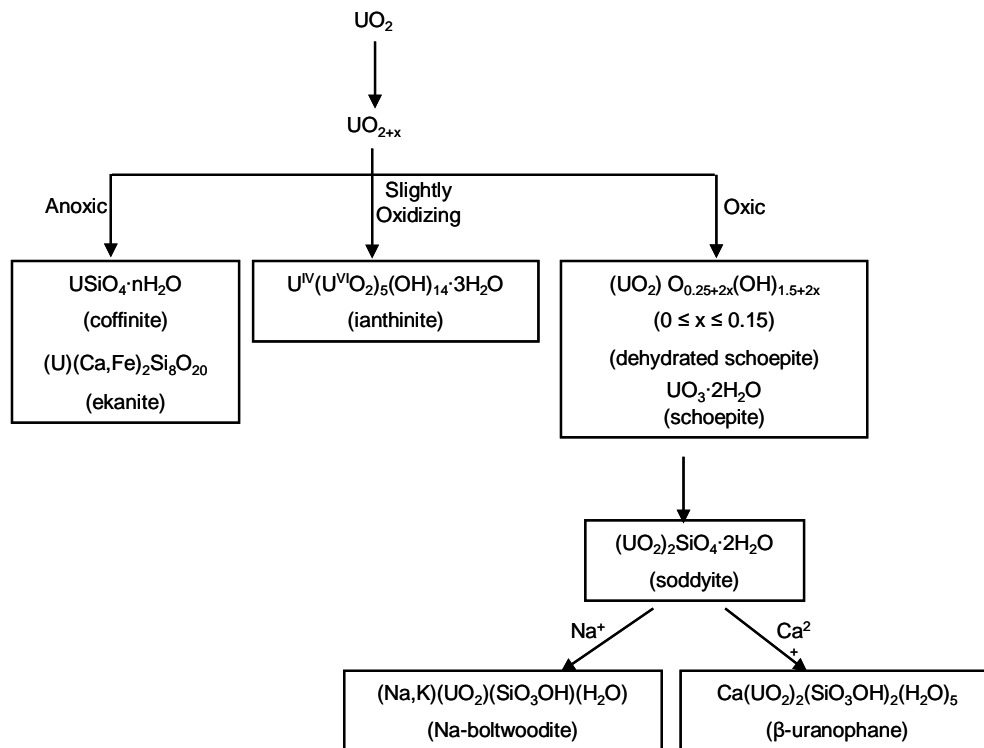 UO₂
UO₂₊ₓ
Anoxic
Slightly
Oxidizing
Oxic
USiO₄·nH₂O
(coffinite)
(U)(Ca,Fe)₂Si₈O₂₀
(ekanite)
Uᴵⱽ(UⱽᴵO₂)₅(OH)₁₄·3H₂O
(ianthinite)
(UO₂) O₀.₂₅₊₂ₓ(OH)₁.₅₊₂ₓ
(0 ≤ x ≤ 0.15)
(dehydrated schoepite)
UO₃·2H₂O
(schoepite)
(UO₂)₂SiO₄·2H₂O
(soddyite)
Na⁺
Ca²
+
(Na,K)(UO₂)(SiO₃OH)(H₂O)
(Na-boltwoodite)
Ca(UO₂)₂(SiO₃OH)₂(H₂O)₅
(β-uranophane)